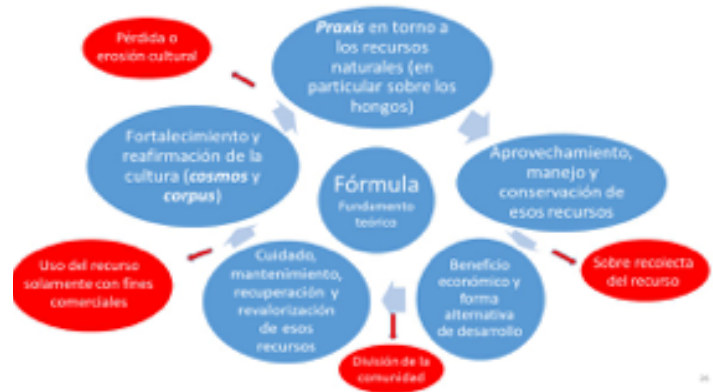 Praxis en torno a
los recursos
naturales (en
particular sobre los
hongos)
Aprovechamiento,
manejo y
conservación de
esos recursos
Sobre recolecta
del recurso
Beneficio
económico y
forma
alternativa
de desarrollo
División de la
comunidad
Cuidado,
mantenimiento,
recuperación y
revalorización
de esos
recursos
Uso del recurso
solamente con fines
comerciales
Fortalecimiento y
reafirmación de la
cultura (cosmos y
corpus)
Pérdida o
erosión cultural
Fórmula
Fundamento
teórico